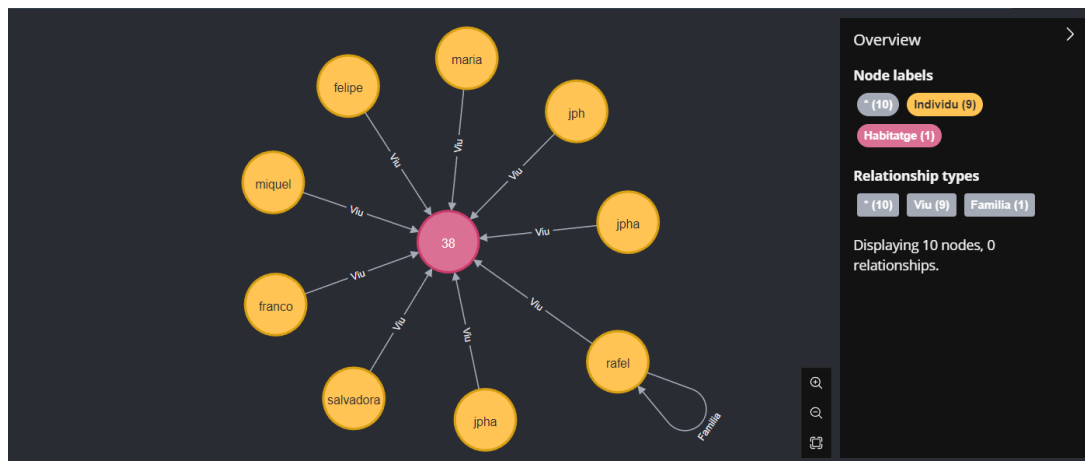 maria
felipe
jph
miquel
jpha
38
franco
rafel
salvadora
jpha
Viu
Viu
Viu
Viu
Viu
Viu
Viu
Viu
Viu
Familia
Overview
Node labels
* (10) Individu (9)
Habitatge (1)
Relationship types
* (10) Viu (9) Familia (1)
Displaying 10 nodes, 0
relationships.